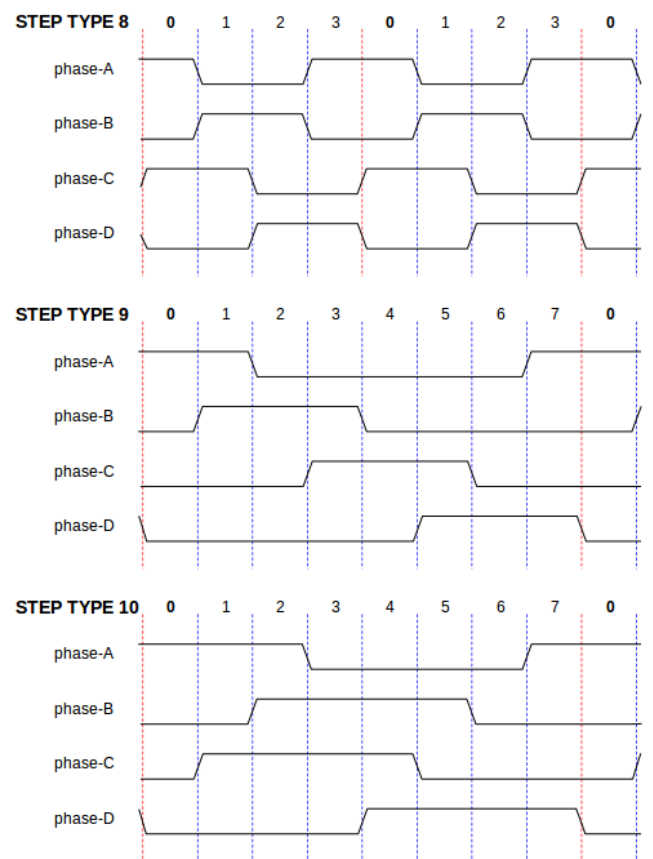 STEP TYPE 8 0 1 2 3 0 1 2 3 0
phase-A
phase-B
phase-C
phase-D
STEP TYPE 9 0 1 2 3 4 5 6 7 0
phase-A
phase-B
phase-C
phase-D
STEP TYPE 10 0 1 2 3 4 5 6 7 0
phase-A
phase-B
phase-C
phase-D